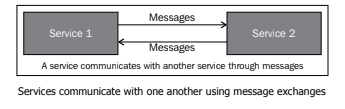 Messages
Service 1
Service 2
Messages
A service communicates with another service through messages
Services communicate with one another using message exchanges